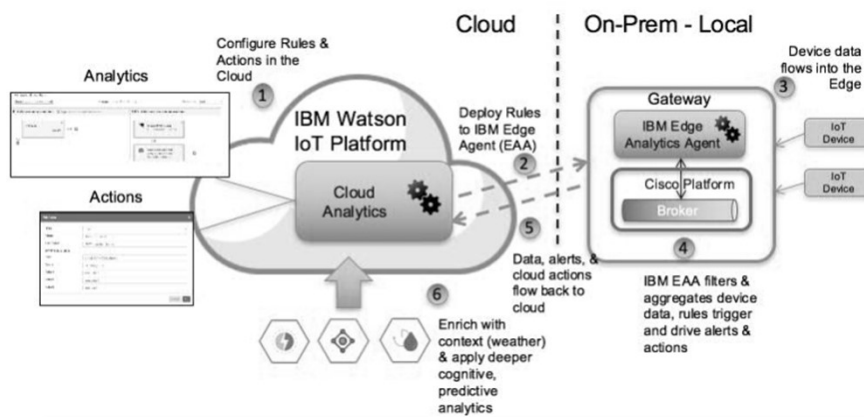 Cloud
On-Prem - Local
Configure Rules &
Actions in the
Cloud
1
Analytics
Actions
IBM Watson
IoT Platform
Cloud
Analytics
Deploy Rules
to IBM Edge
Agent (EAA)
2
5
Data, alerts, &
cloud actions
flow back to
cloud
6
Enrich with
context (weather)
& apply deeper
cognitive,
predictive
analytics
Gateway
IBM Edge
Analytics Agent
Cisco Platform
Broker
4
IBM EAA filters &
aggregates device
data, rules trigger
and drive alerts &
actions
3
Device data
flows into the
Edge
IoT
Device
IoT
Device